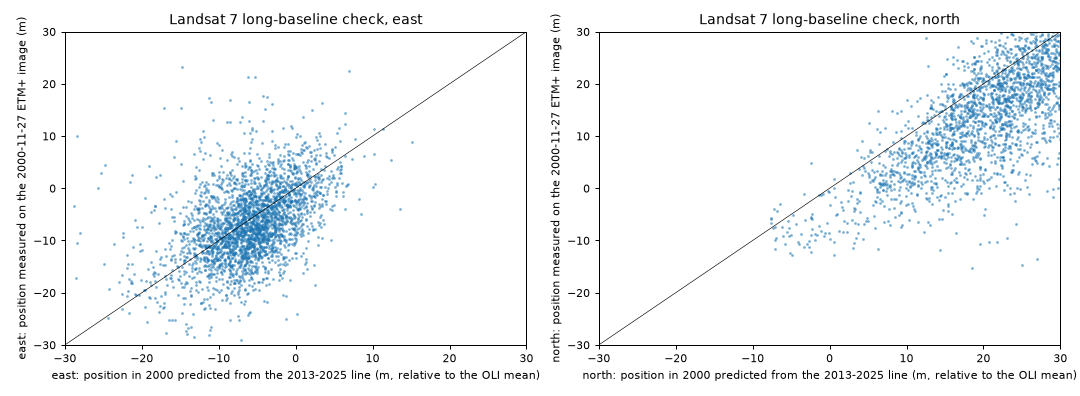 Landsat 7 long-baseline check, east
east: position measured on the 2000-11-27 ETM+ image (m)
30
20
10
0
−10
−20
−30
−30 −20 −10 0 10 20 30
east: position in 2000 predicted from the 2013-2025 line (m, relative to the OLI mean)
Landsat 7 long-baseline check, north
north: position measured on the 2000-11-27 ETM+ image (m)
30
20
10
0
−10
−20
−30
−30 −20 −10 0 10 20 30
north: position in 2000 predicted from the 2013-2025 line (m, relative to the OLI mean)